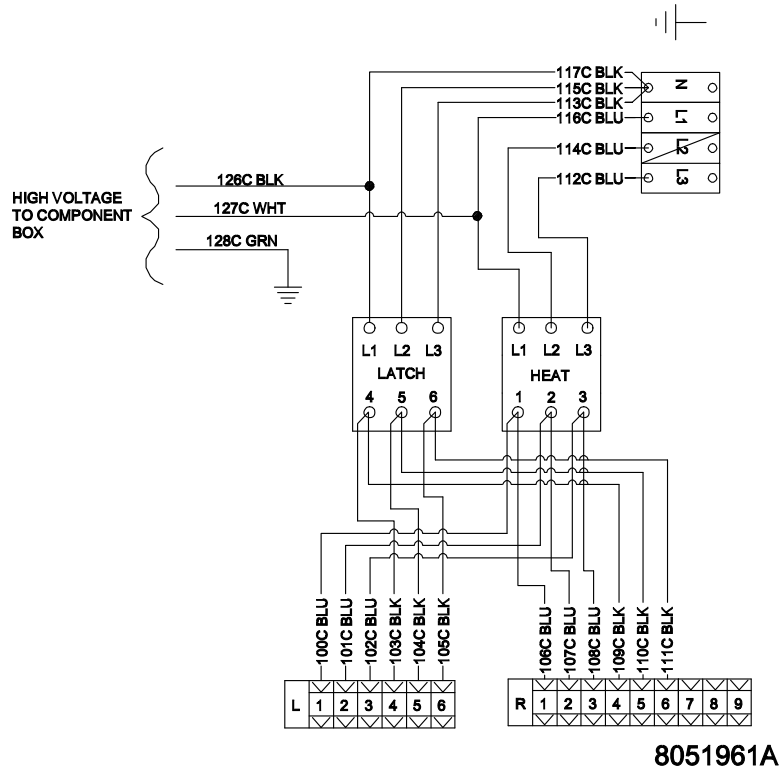 117C BLK
115C BLK
113C BLK
116C BLU
114C BLU
112C BLU
N
L1
L2
L3
HIGH VOLTAGE
TO COMPONENT
BOX
126C BLK
127C WHT
128C GRN
L1 L2 L3
LATCH
4 5 6
L1 L2 L3
HEAT
1 2 3
100C BLU
101C BLU
102C BLU
103C BLK
104C BLK
105C BLK
106C BLU
107C BLU
108C BLU
109C BLK
110C BLK
111C BLK
L 1 2 3 4 5 6
R 1 2 3 4 5 6 7 8 9
8051961A